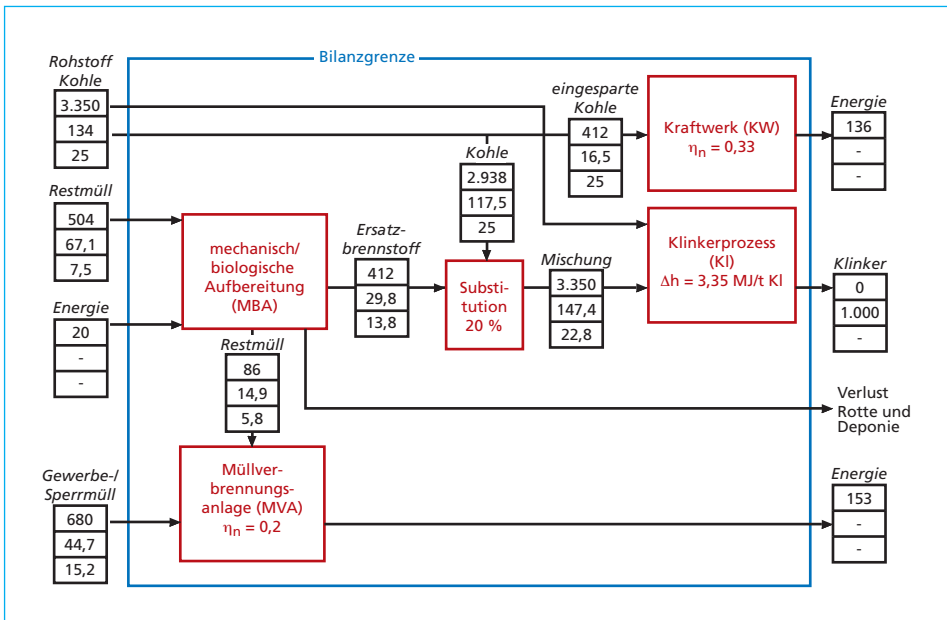 Bilanzgrenze
Rohstoff
Kohle
3.350
134
25
eingesparte
Kohle
412
16,5
25
Kraftwerk (KW)
ηn = 0,33
Energie
136
-
-
Kohle
2.938
117,5
25
Restmüll
504
67,1
7,5
mechanisch/
biologische
Aufbereitung
(MBA)
Ersatz-
brennstoff
412
29,8
13,8
Substi-
tution
20 %
Mischung
3.350
147,4
22,8
Klinkerprozess
(Kl)
Δh = 3,35 MJ/t Kl
Klinker
0
1.000
-
Energie
20
-
-
Restmüll
86
14,9
5,8
Verlust
Rotte und
Deponie
Gewerbe-/
Sperrmüll
680
44,7
15,2
Müllver-
brennungs-
anlage (MVA)
ηn = 0,2
Energie
153
-
-